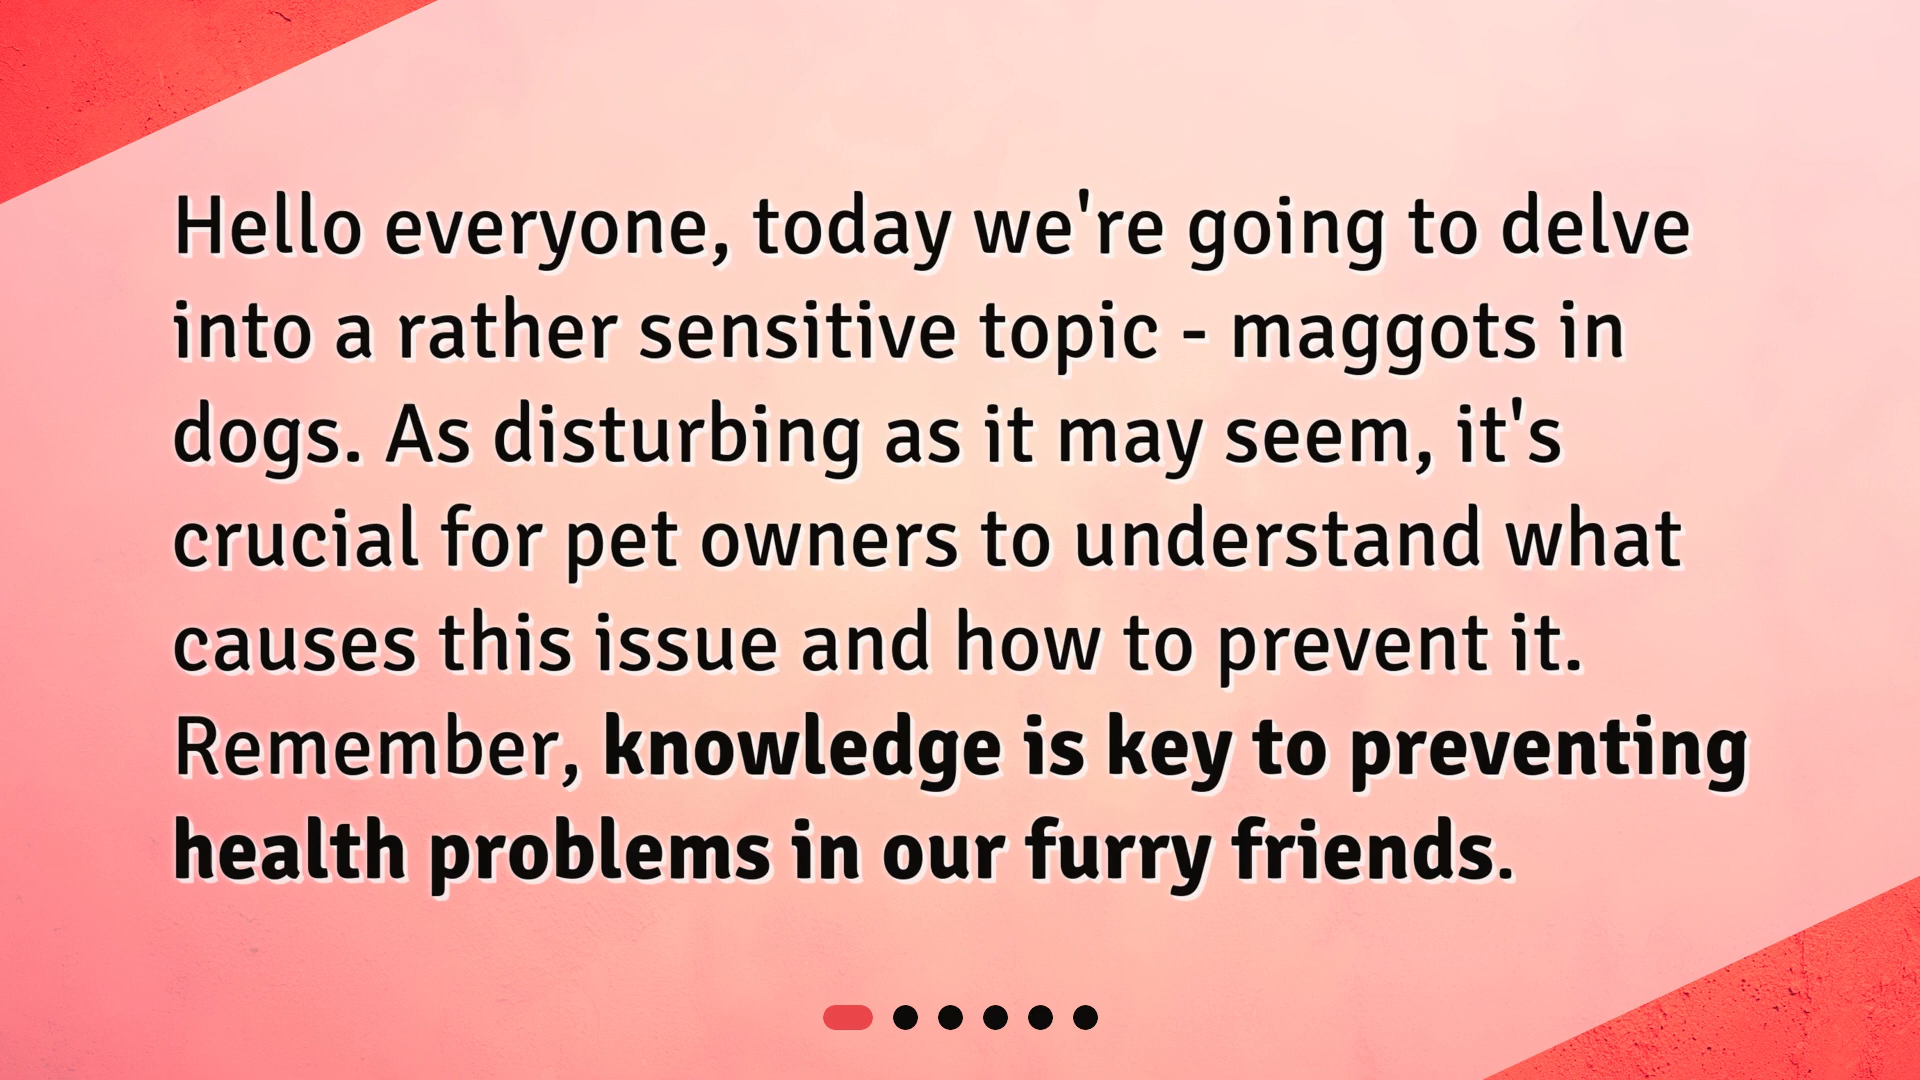 Hello everyone, today we're going to delve
into a rather sensitive topic - maggots in
dogs. As disturbing as it may seem, it's
crucial for pet owners to understand what
causes this issue and how to prevent it.
Remember, knowledge is key to preventing
health problems in our furry friends.